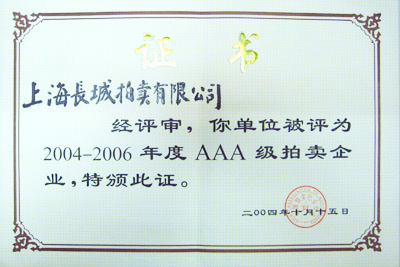 证书
上海長城拍卖有限公司
经评审，你单位被评为
2004-2006 年度 AAA 级拍卖企
业，特颁此证。
二00四年十月十五日